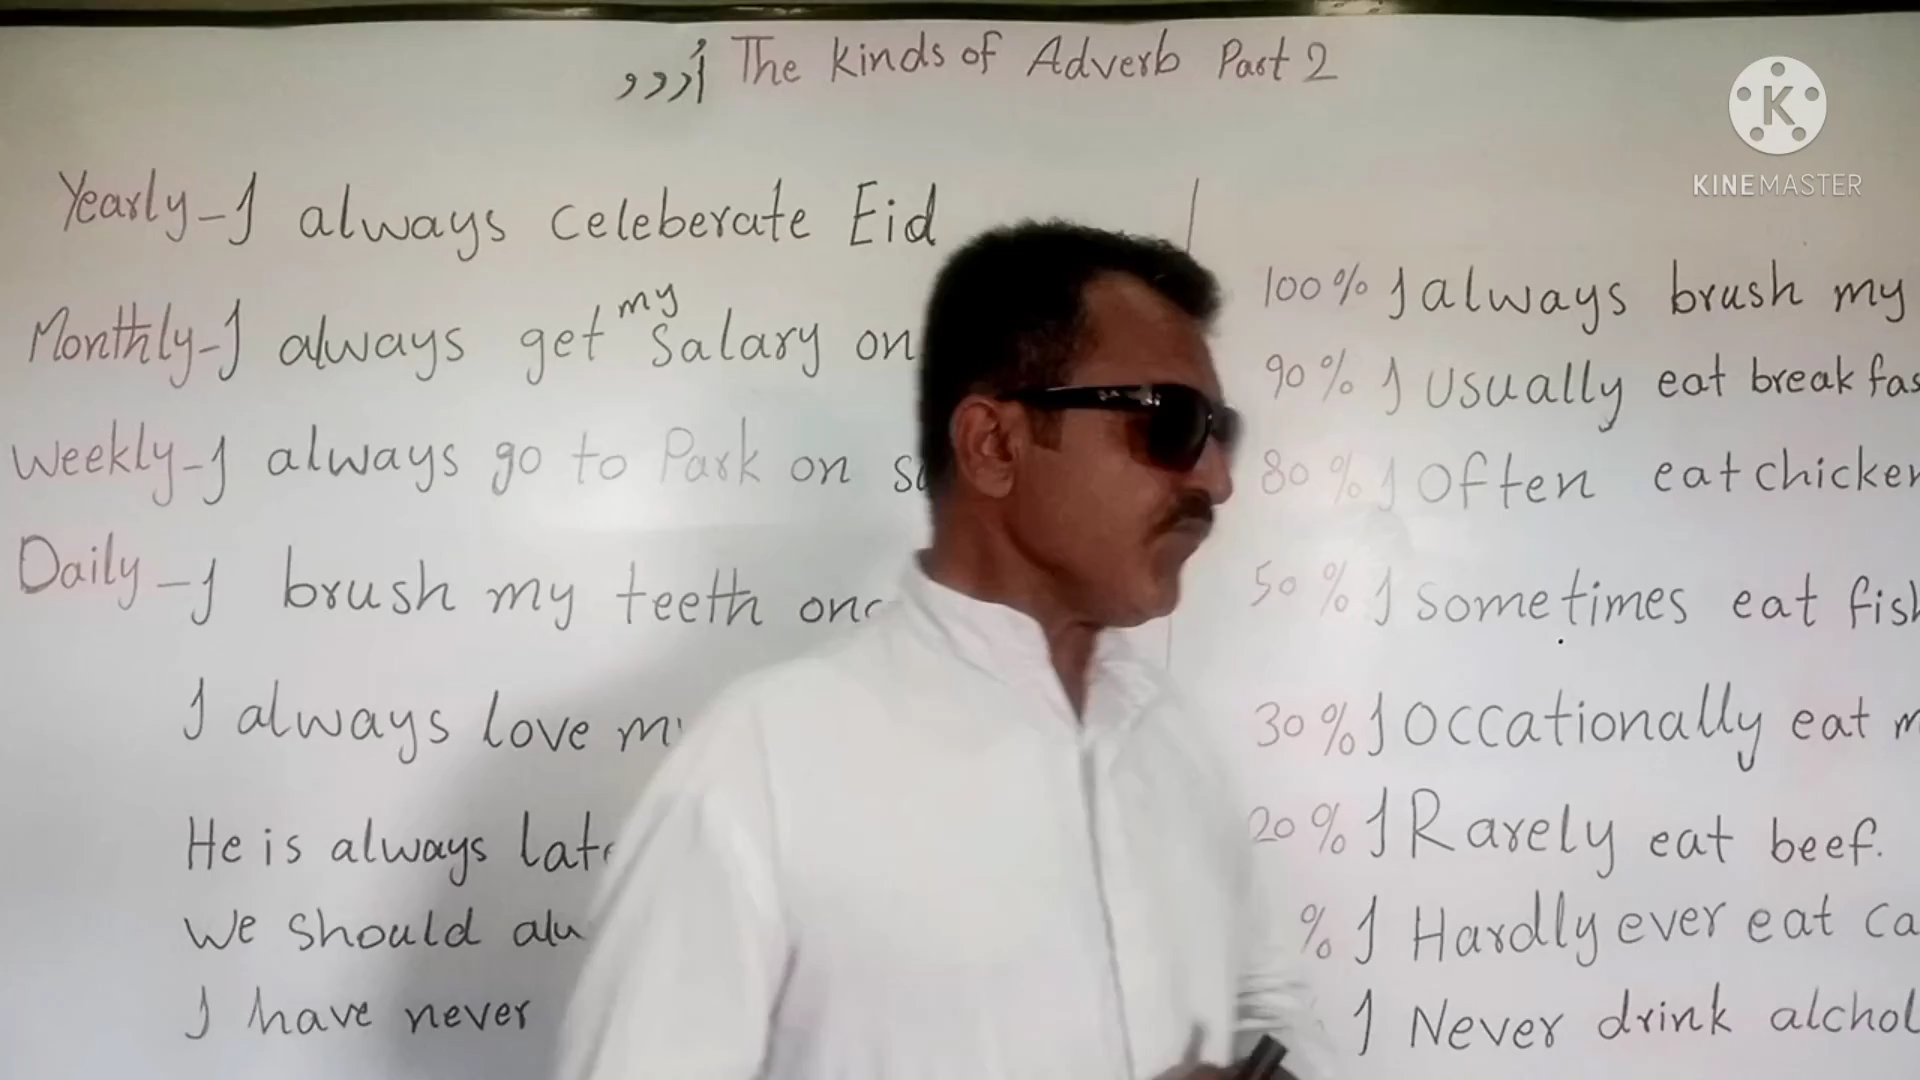 The Kinds of Adverb Part 2 اُردو
K
KINEMASTER
Yearly - I always celeberate Eid
Monthly - I always get my Salary on
Weekly - I always go to Park on
Daily - I brush my teeth
I always love
He is always
We should
I have never
100% I always brush my
90% I Usually eat
80% I Often eat
50% I Sometimes eat
30% I Occationally eat
20% I Rarely eat beef.
% I Hardly ever eat
I Never drink